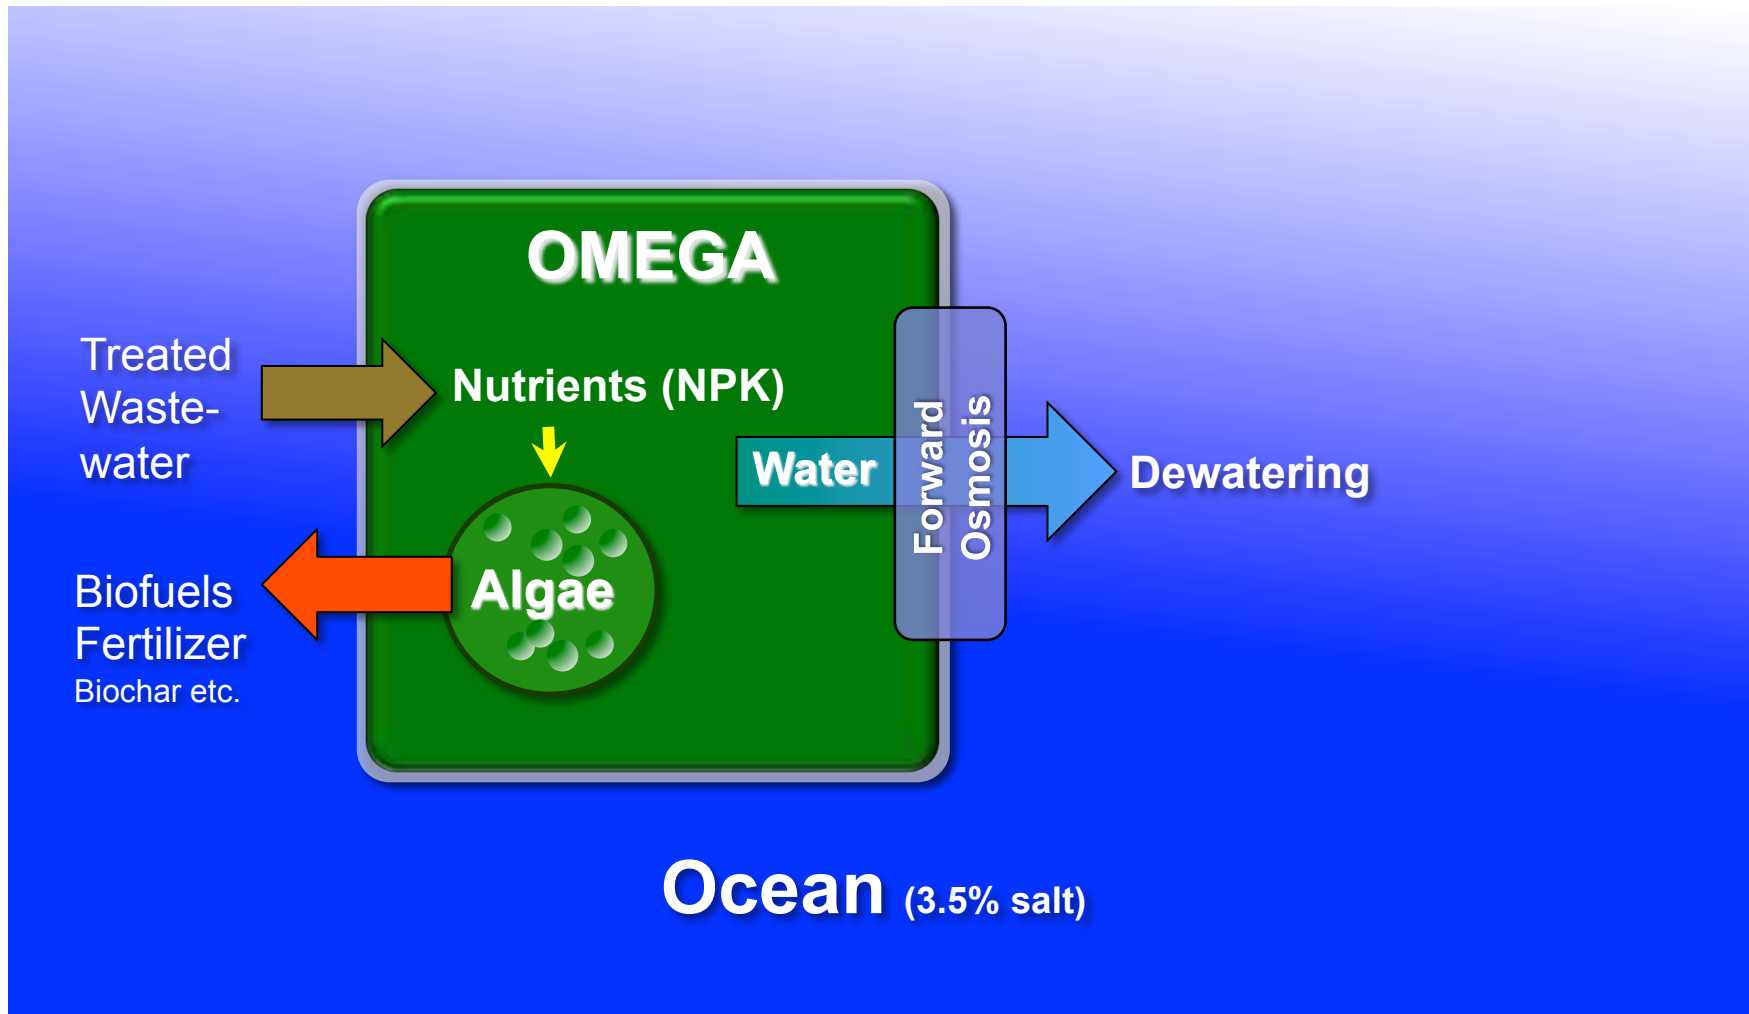 OMEGA
Treated
Waste-
water
Nutrients (NPK)
Water
Forward
Osmosis
Dewatering
Algae
Biofuels
Fertilizer
Biochar etc.
Ocean (3.5% salt)